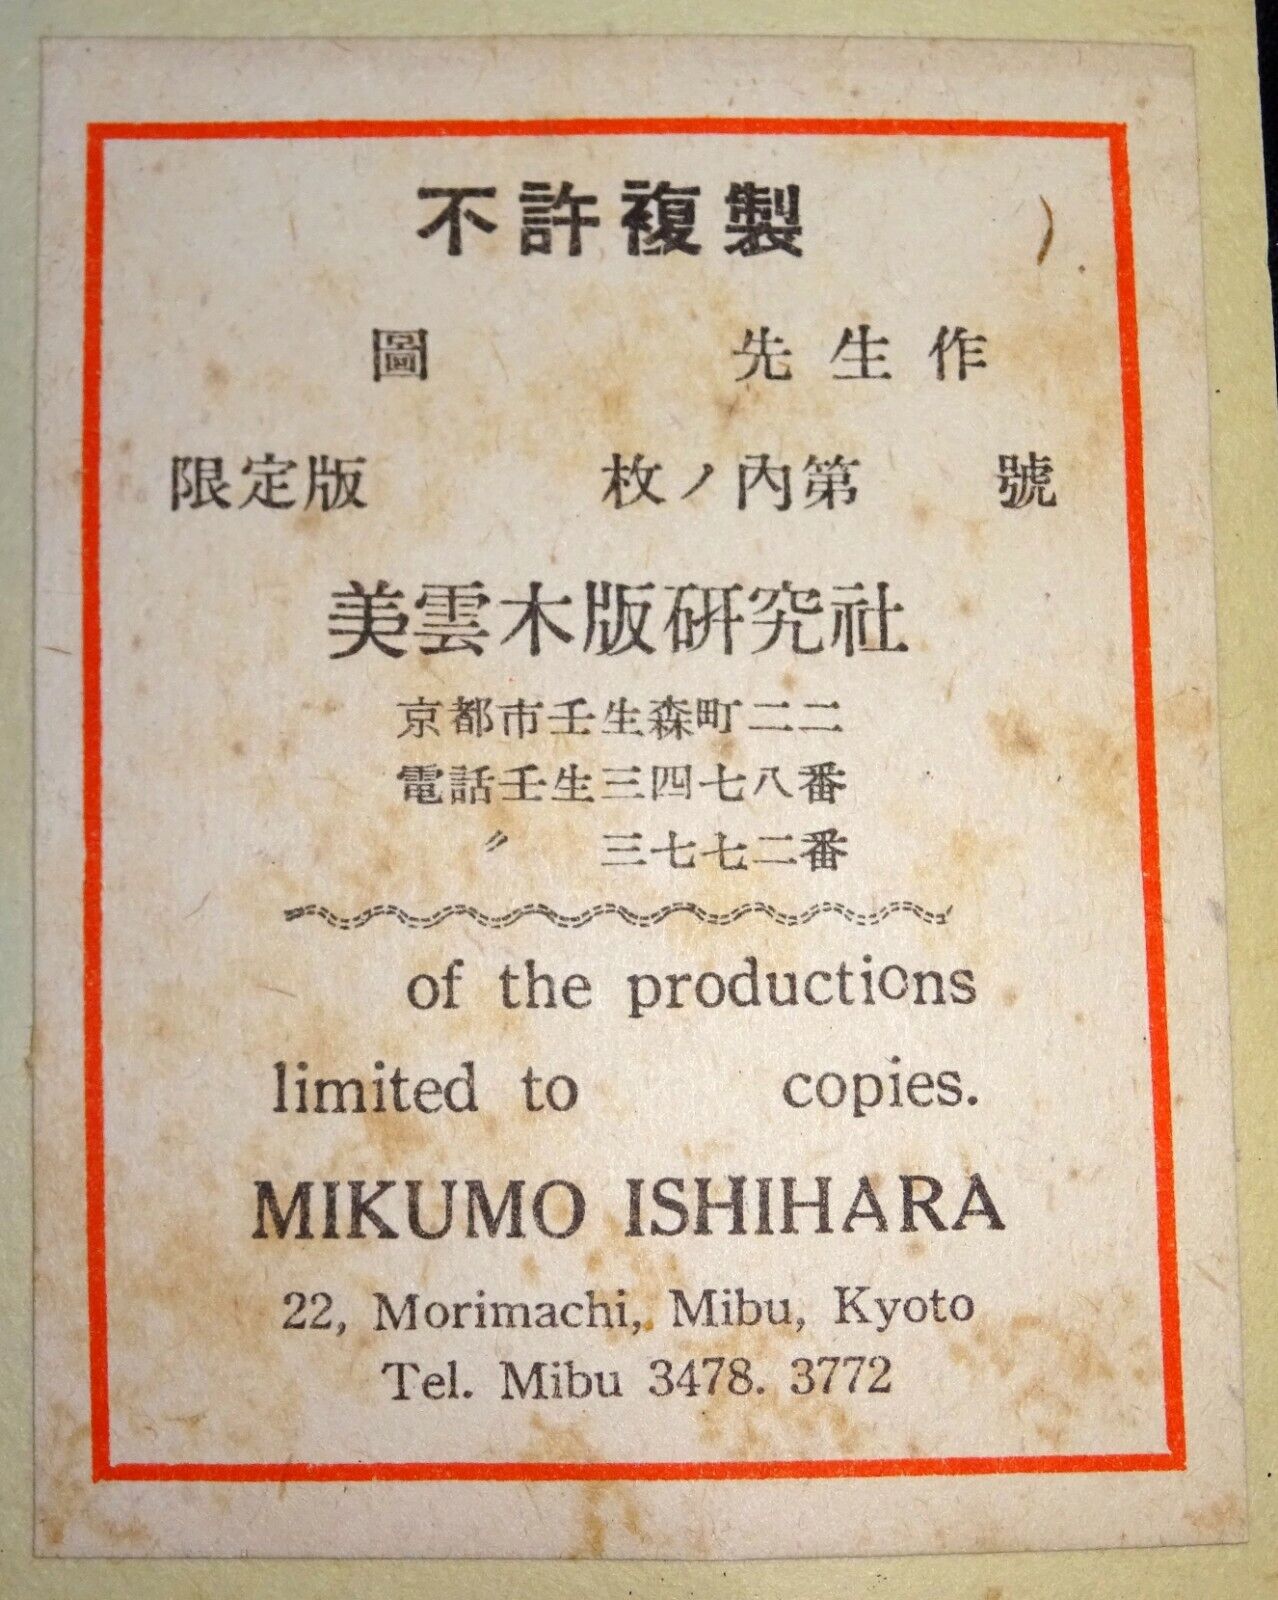 不許複製
圖 先生作
限定版 枚ノ內第 號
美雲木版研究社
京都市壬生森町二二
電話壬生三四七八番
〃 三七七二番
of the productions
limited to copies.
MIKUMO ISHIHARA
22, Morimachi, Mibu, Kyoto
Tel. Mibu 3478. 3772